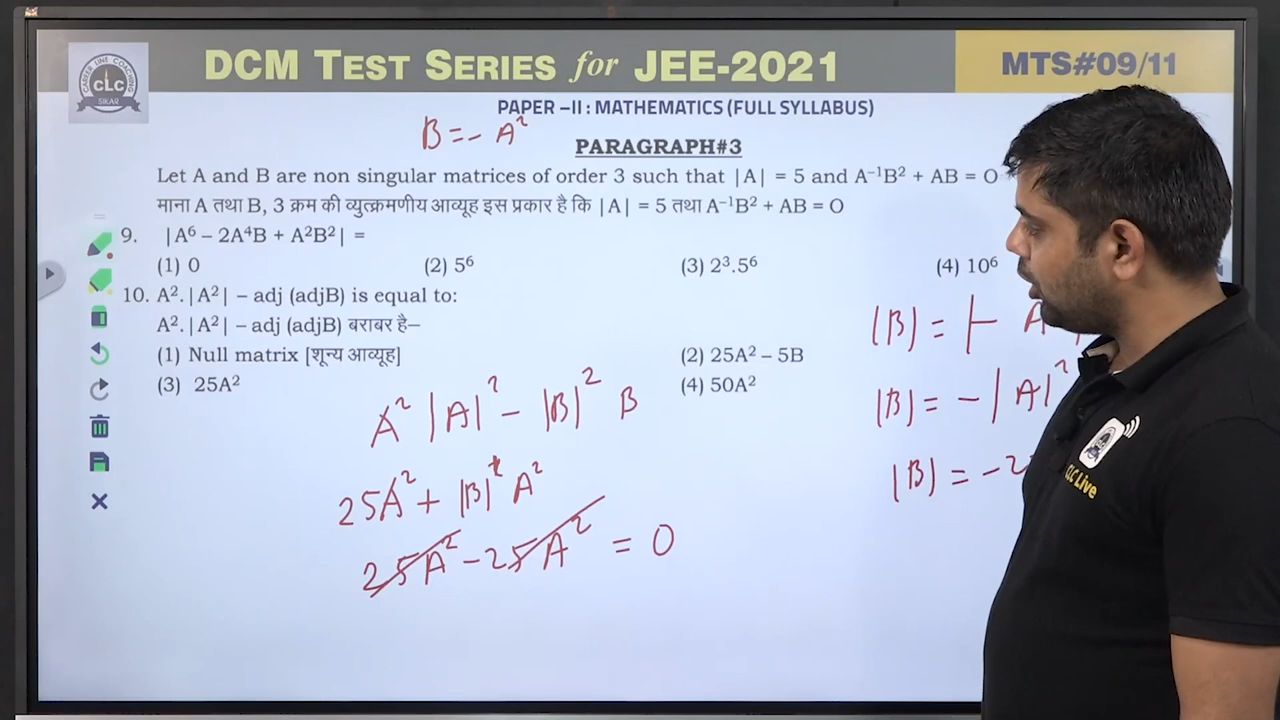 DCM TEST SERIES for JEE-2021
MTS#09/11
CAREER LINE COACHING
CLC
SIKAR
PAPER –II : MATHEMATICS (FULL SYLLABUS)
B = - A²
PARAGRAPH#3
Let A and B are non singular matrices of order 3 such that |A| = 5 and A⁻¹B² + AB = O
माना A तथा B, 3 क्रम की व्युत्क्रमणीय आव्यूह इस प्रकार है कि |A| = 5 तथा A⁻¹B² + AB = O
9. |A⁶ – 2A⁴B + A²B²| =
(1) 0 (2) 5⁶ (3) 2³.5⁶ (4) 10⁶
10. A².|A²| – adj (adjB) is equal to:
A².|A²| – adj (adjB) बराबर है–
(1) Null matrix [शून्य आव्यूह] (2) 25A² – 5B
(3) 25A² (4) 50A²
|B| = |- A
|B| = - |A|²
|B| = -2
A² |A|² - |B|² B
25A² + |B| A²
25A² - 25A² = 0
CLC Live